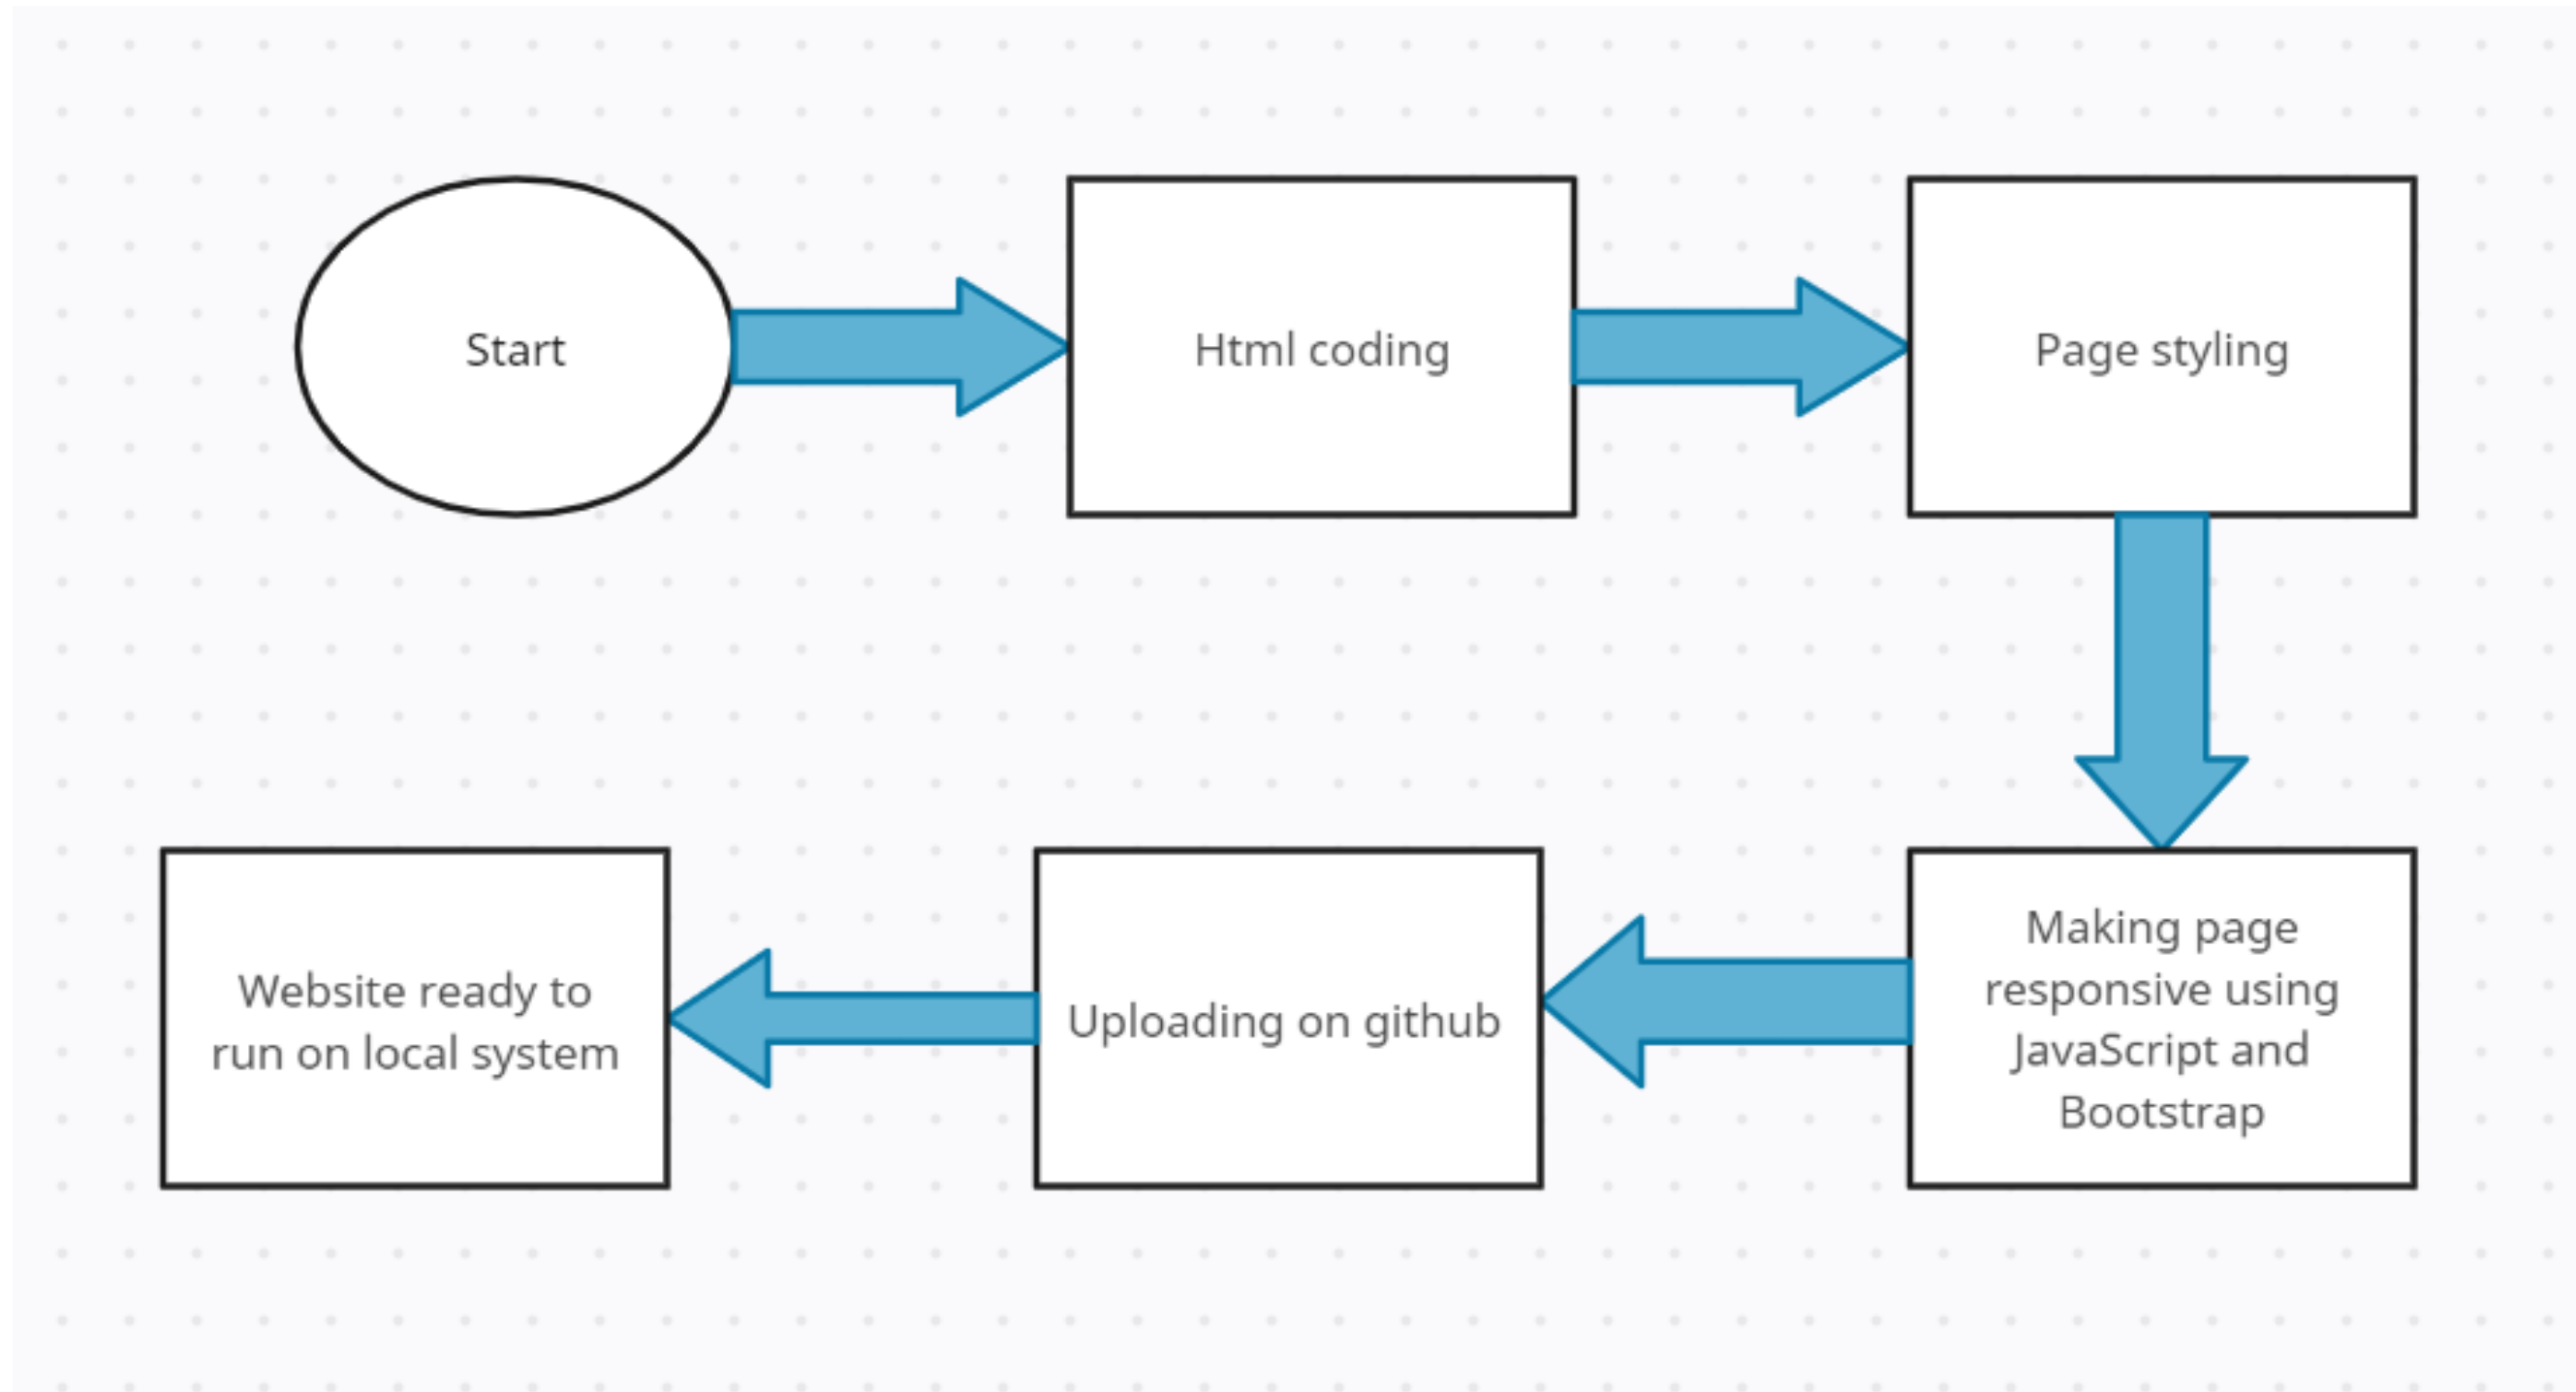 Start
Html coding
Page styling
Making page
responsive using
JavaScript and
Bootstrap
Uploading on github
Website ready to
run on local system